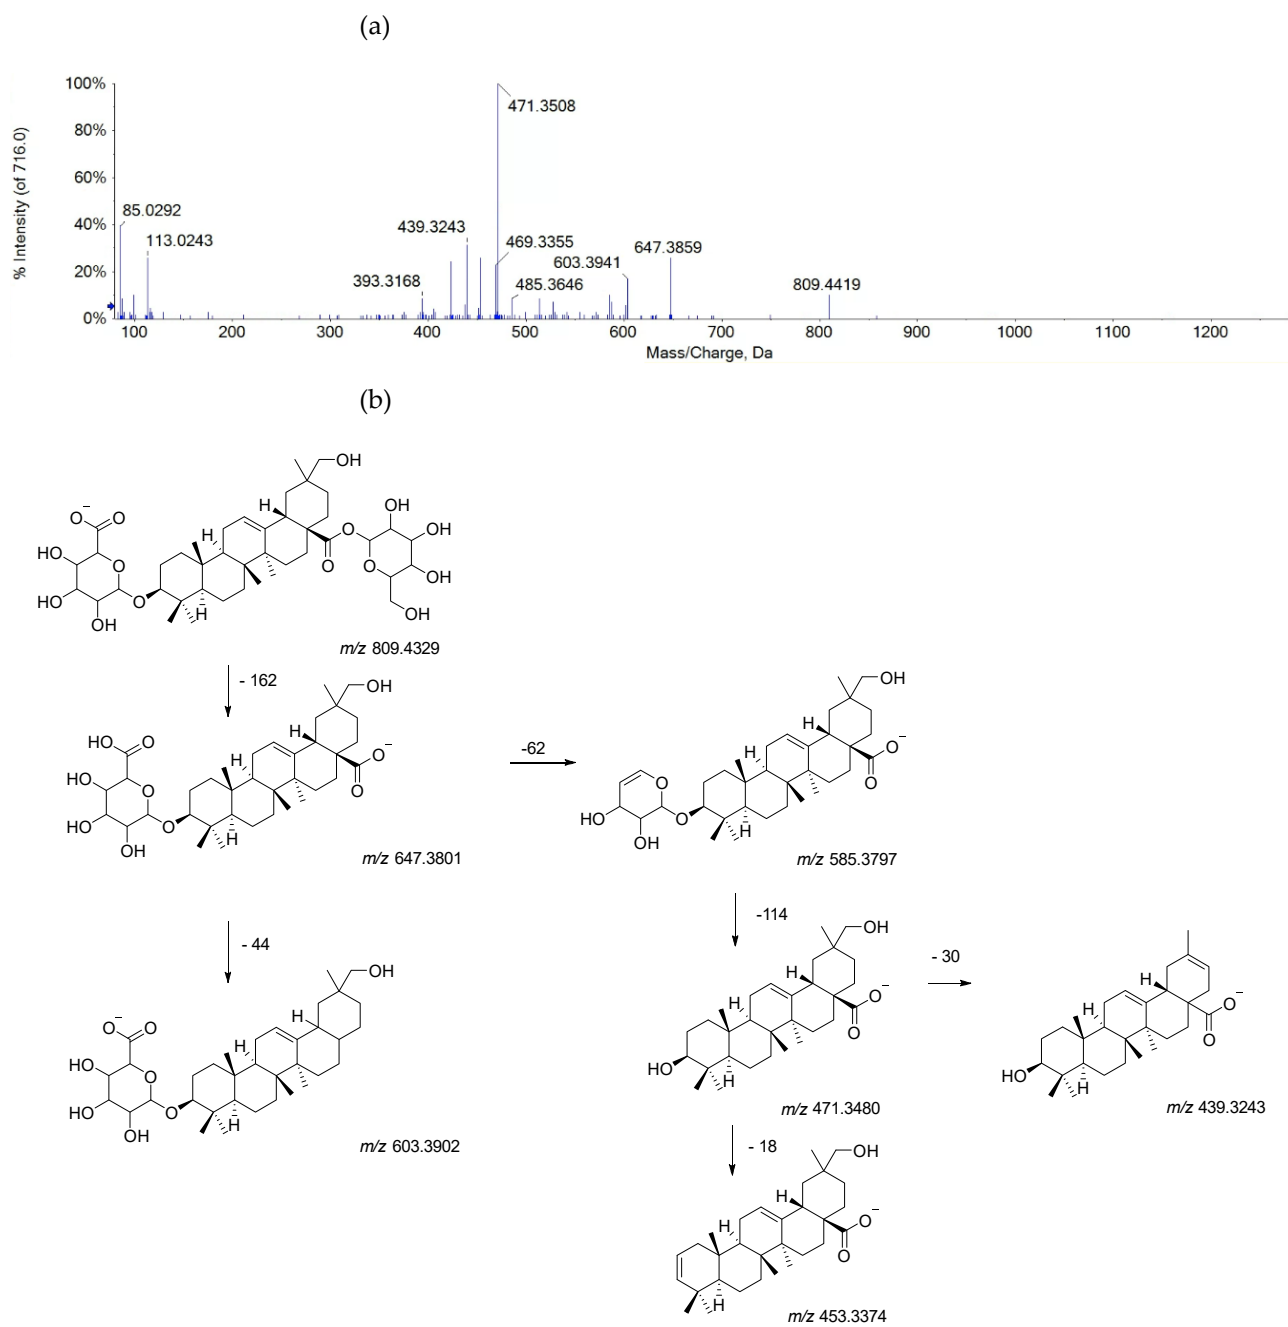 (a)
% Intensity (of 716.0)
100%
80%
60%
40%
20%
0%
471.3508
85.0292
113.0243
439.3243
469.3355
393.3168
485.3646
603.3941
647.3859
809.4419
100 200 300 400 500 600 700 800 900 1000 1100 1200
Mass/Charge, Da
(b)
OH
O− O
HO
HO
OH
O
O
H
H
H
O
O
O
OH
OH
OH
OH
m/z 809.4329
- 162
OH
HO O
HO
HO
OH
O
O
H
H
H
O−
O
m/z 647.3801
-62
OH
HO
OH
O
O
H
H
H
O−
O
m/z 585.3797
- 44
OH
O− O
HO
HO
OH
O
O
H
H
H
m/z 603.3902
-114
OH
HO
H
H
H
O−
O
m/z 471.3480
- 30
HO
H
H
H
O−
O
m/z 439.3243
- 18
OH
H
H
H
O−
O
m/z 453.3374